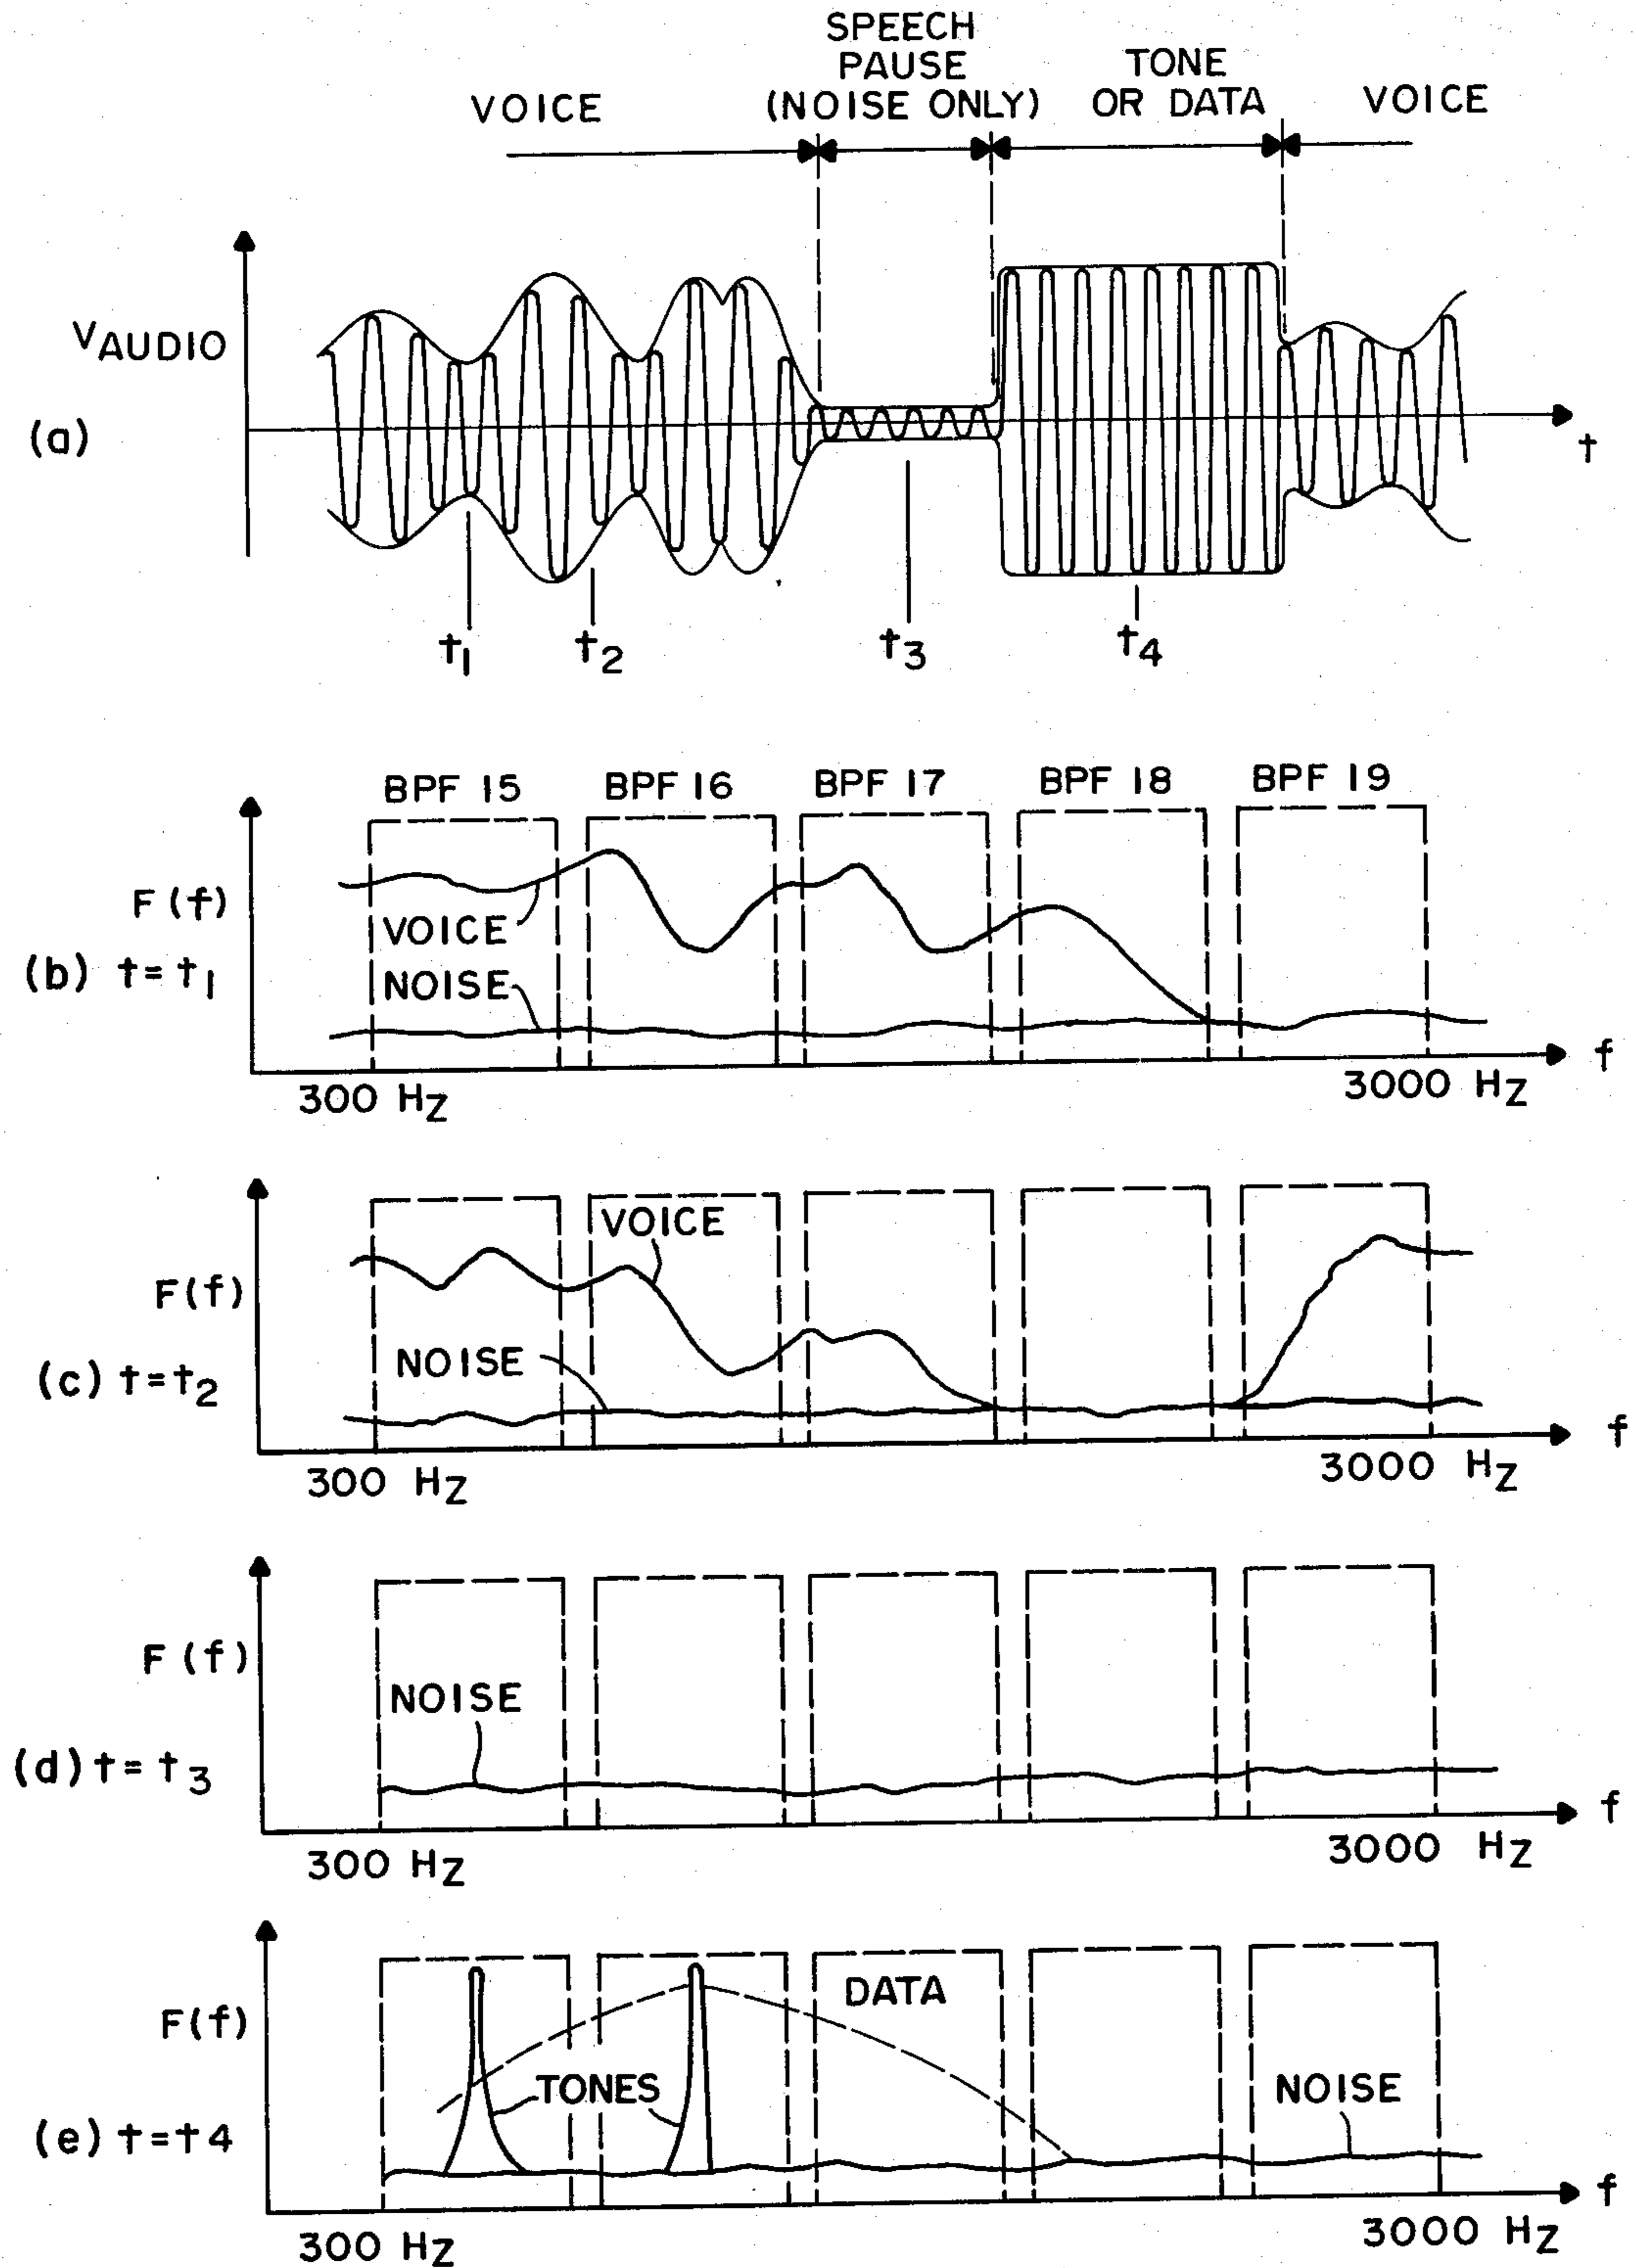 SPEECH
PAUSE
(NOISE ONLY)
TONE
OR DATA
VOICE
VOICE
VAUDIO
(a)
t
t1
t2
t3
t4
BPF 15
BPF 16
BPF 17
BPF 18
BPF 19
F(f)
VOICE
(b) t=t1
NOISE
f
300 Hz
3000 Hz
VOICE
F(f)
NOISE
(c) t=t2
f
300 Hz
3000 Hz
F(f)
NOISE
(d) t=t3
f
300 Hz
3000 Hz
DATA
F(f)
TONES
NOISE
(e) t=t4
f
300 Hz
3000 Hz